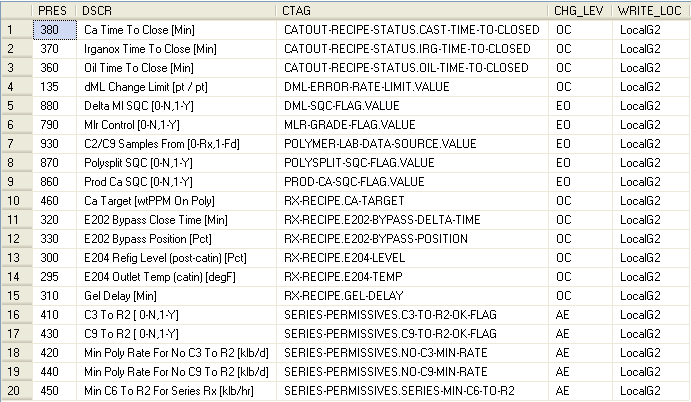 PRES DSCR CTAG CHG_LEV WRITE_LOC
1 380 Ca Time To Close [Min] CATOUT-RECIPE-STATUS.CAST-TIME-TO-CLOSED OC LocalG2
2 370 Irganox Time To Close [Min] CATOUT-RECIPE-STATUS.IRG-TIME-TO-CLOSED OC LocalG2
3 360 Oil Time To Close [Min] CATOUT-RECIPE-STATUS.OIL-TIME-TO-CLOSED OC LocalG2
4 135 dML Change Limit [pt / pt] DML-ERROR-RATE-LIMIT.VALUE OC LocalG2
5 880 Delta Ml SQC [0-N,1-Y] DML-SQC-FLAG.VALUE EO LocalG2
6 790 Mlr Control [0-N,1-Y] MLR-GRADE-FLAG.VALUE EO LocalG2
7 930 C2/C9 Samples From [0-Rx,1-Fd] POLYMER-LAB-DATA-SOURCE.VALUE EO LocalG2
8 870 Polysplit SQC [0-N,1-Y] POLYSPLIT-SQC-FLAG.VALUE EO LocalG2
9 860 Prod Ca SQC [0-N,1-Y] PROD-CA-SQC-FLAG.VALUE EO LocalG2
10 460 Ca Target [wtPPM On Poly] RX-RECIPE.CA-TARGET OC LocalG2
11 320 E202 Bypass Close Time [Min] RX-RECIPE.E202-BYPASS-DELTA-TIME OC LocalG2
12 330 E202 Bypass Position [Pct] RX-RECIPE.E202-BYPASS-POSITION OC LocalG2
13 300 E204 Refig Level (post-catin) [Pct] RX-RECIPE.E204-LEVEL OC LocalG2
14 295 E204 Outlet Temp (catin) [degF] RX-RECIPE.E204-TEMP OC LocalG2
15 310 Gel Delay [Min] RX-RECIPE.GEL-DELAY OC LocalG2
16 410 C3 To R2 [ 0-N,1-Y] SERIES-PERMISSIVES.C3-TO-R2-OK-FLAG AE LocalG2
17 430 C9 To R2 [ 0-N,1-Y] SERIES-PERMISSIVES.C9-TO-R2-OK-FLAG AE LocalG2
18 420 Min Poly Rate For No C3 To R2 [klb/d] SERIES-PERMISSIVES.NO-C3-MIN-RATE AE LocalG2
19 440 Min Poly Rate For No C9 To R2 [klb/d] SERIES-PERMISSIVES.NO-C9-MIN-RATE AE LocalG2
20 450 Min C6 To R2 For Series Rx [klb/hr] SERIES-PERMISSIVES.SERIES-MIN-C6-TO-R2 AE LocalG2